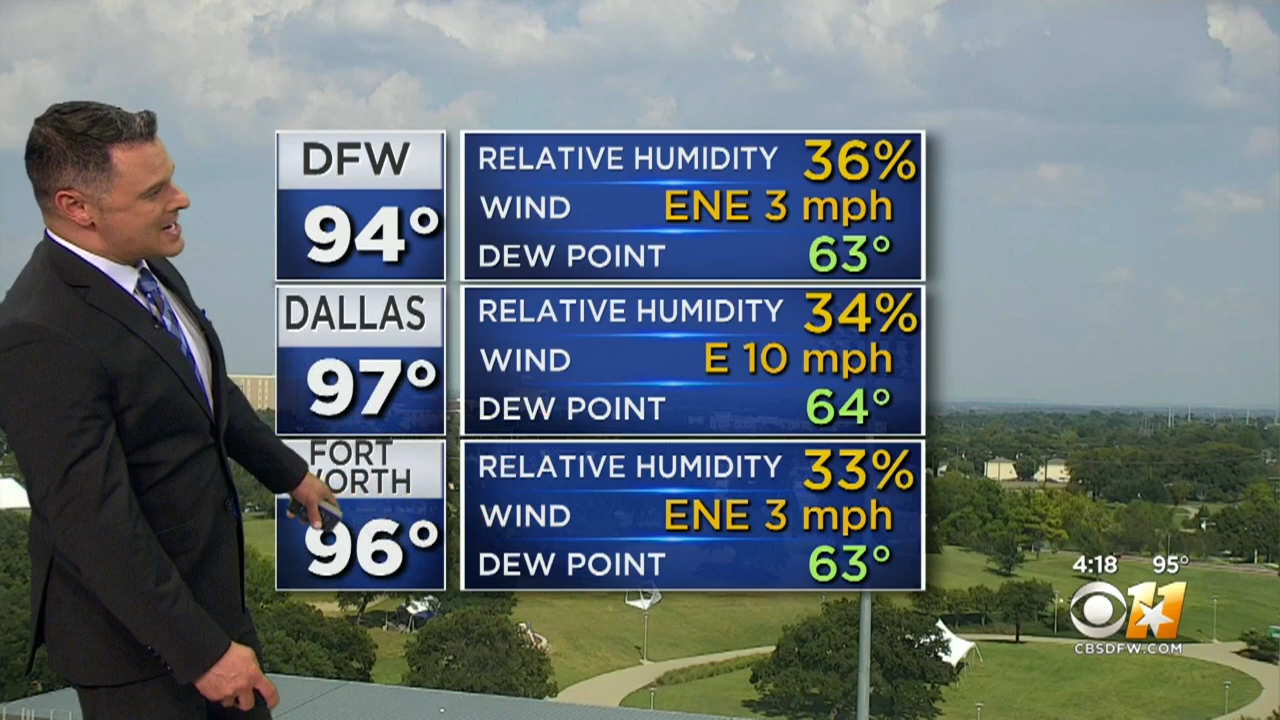 DFW
94°
RELATIVE HUMIDITY 36%
WIND ENE 3 mph
DEW POINT 63°
DALLAS
97°
RELATIVE HUMIDITY 34%
WIND E 10 mph
DEW POINT 64°
FORT
ORTH
96°
RELATIVE HUMIDITY 33%
WIND ENE 3 mph
DEW POINT 63°
4:18 95°
11
CBSDFW.COM